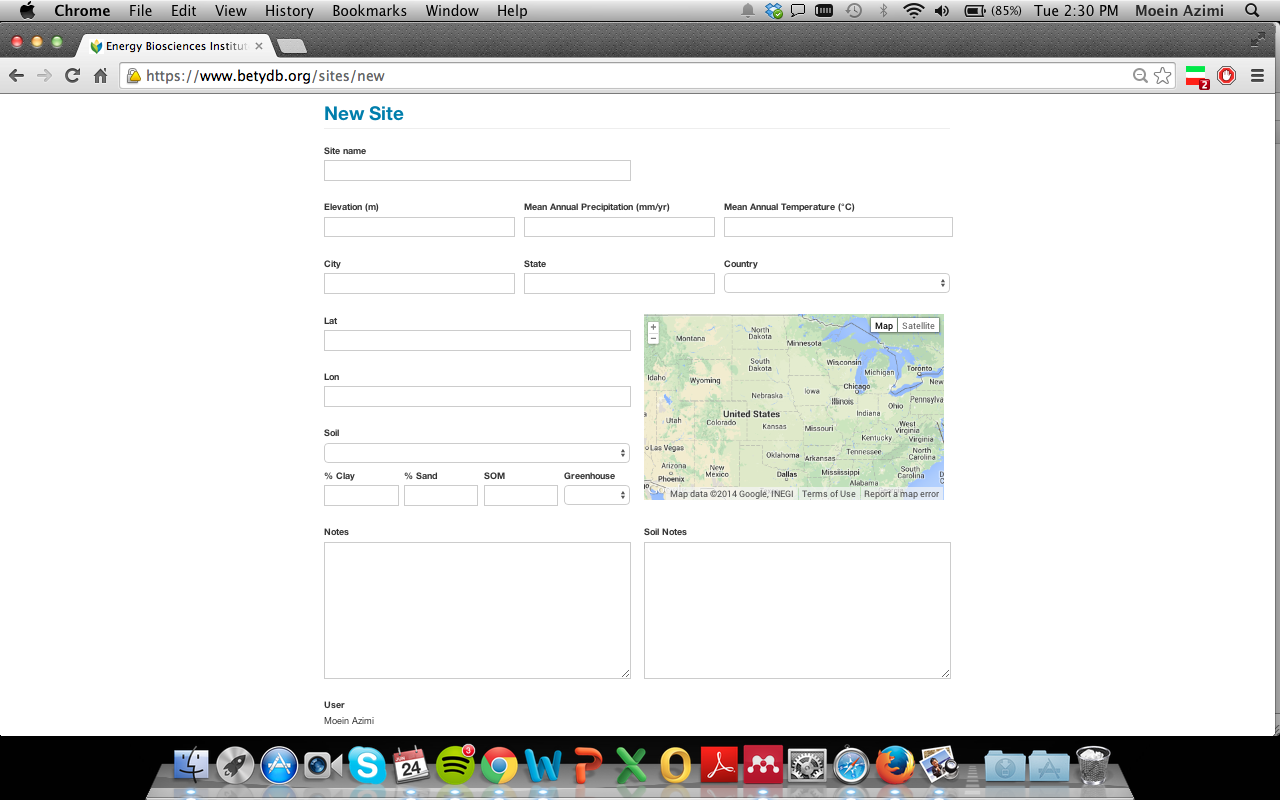 Chrome File Edit View History Bookmarks Window Help (85%) Tue 2:30 PM Moein Azimi
Energy Biosciences Institut
https://www.betydb.org/sites/new
2
New Site
Site name
Elevation (m) Mean Annual Precipitation (mm/yr) Mean Annual Temperature (°C)
City State Country
Lat
Lon
Soil
% Clay % Sand SOM Greenhouse
+
−
Map Satellite
North Dakota
Montana
Minnesota
South Dakota
Wisconsin
Michigan
Toronto
Idaho
Wyoming
Chicago
New
Nebraska
Iowa
Illinois
Ohio
Pennsylva
United States
Indiana
Utah
Colorado
Kansas
Missouri
West Virginia
Kentucky
Virginia
Las Vegas
Oklahoma
Arkansas
Tennessee
North Carolina
Arizona
New Mexico
Dallas
Mississippi
South Carolina
Phoenix
Alabama
Map data ©2014 Google, INEGI Terms of Use Report a map error
Notes Soil Notes
User
Moein Azimi
JUN
24
3